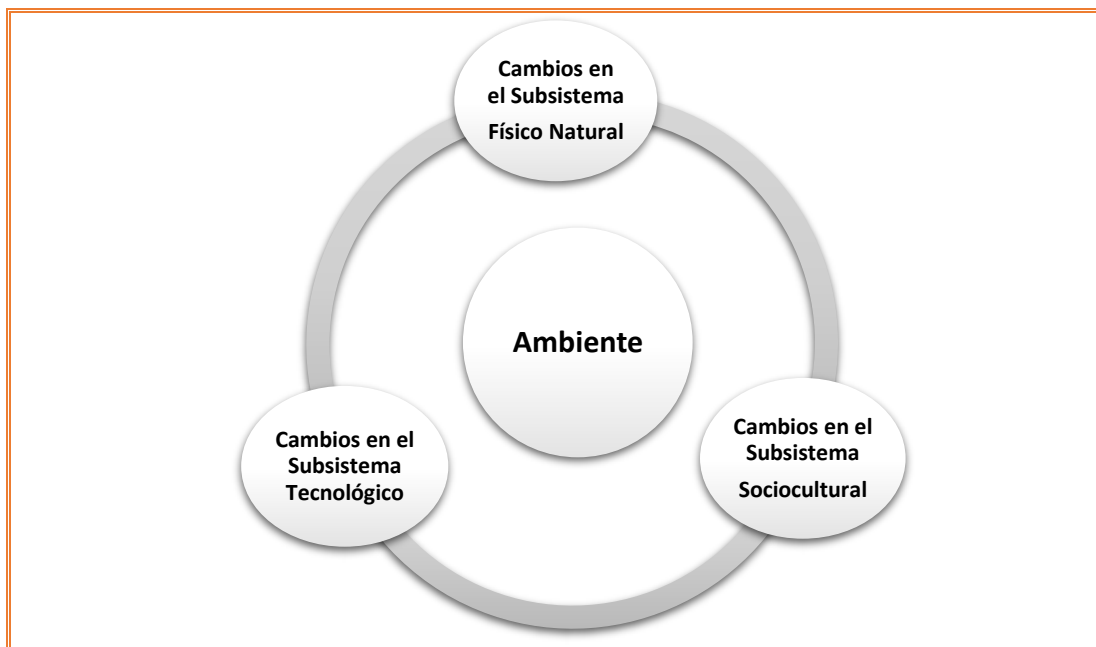 Cambios en
el Subsistema
Físico Natural
Ambiente
Cambios en el
Subsistema
Tecnológico
Cambios en el
Subsistema
Sociocultural